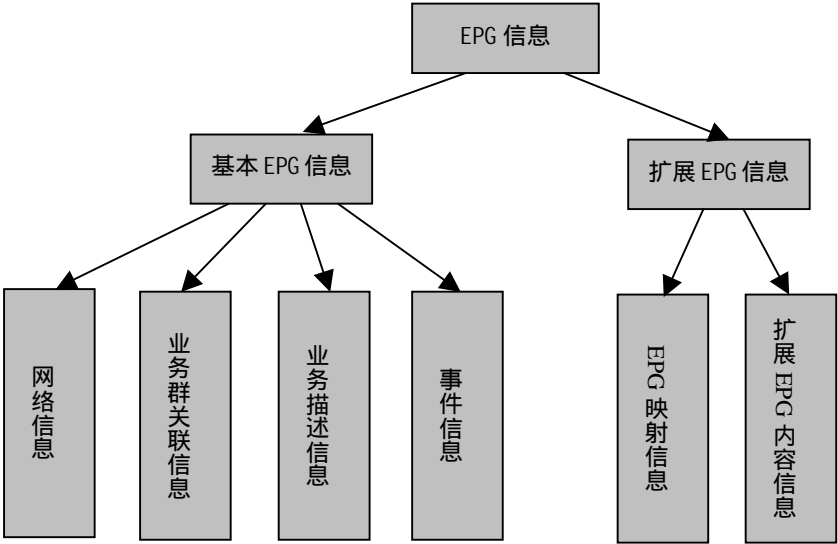 EPG 信息
基本 EPG 信息
扩展 EPG 信息
网络信息
业务群关联信息
业务描述信息
事件信息
EPG 映射信息
扩展 EPG 内容信息